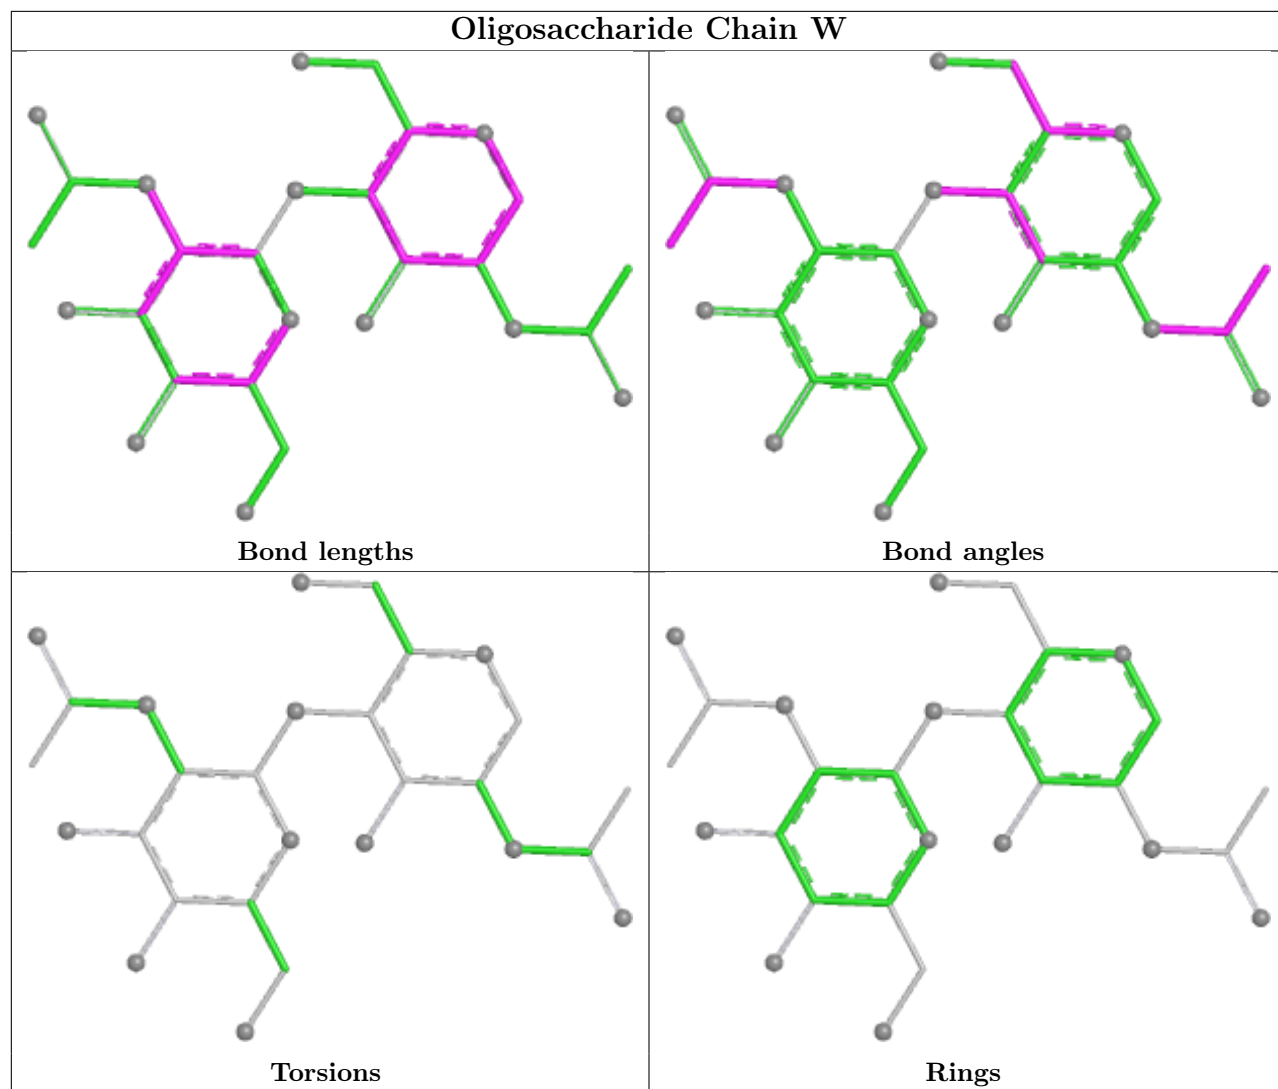 Oligosaccharide Chain W
Bond lengths
Bond angles
Torsions
Rings